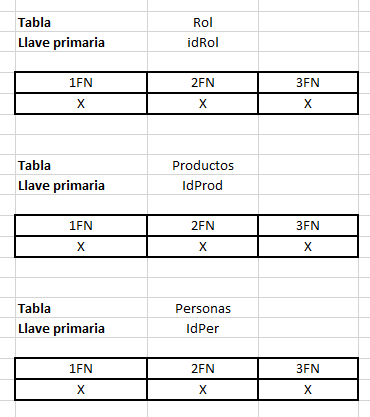 Tabla Rol
Llave primaria idRol
1FN 2FN 3FN
X X X
Tabla Productos
Llave primaria IdProd
1FN 2FN 3FN
X X X
Tabla Personas
Llave primaria IdPer
1FN 2FN 3FN
X X X